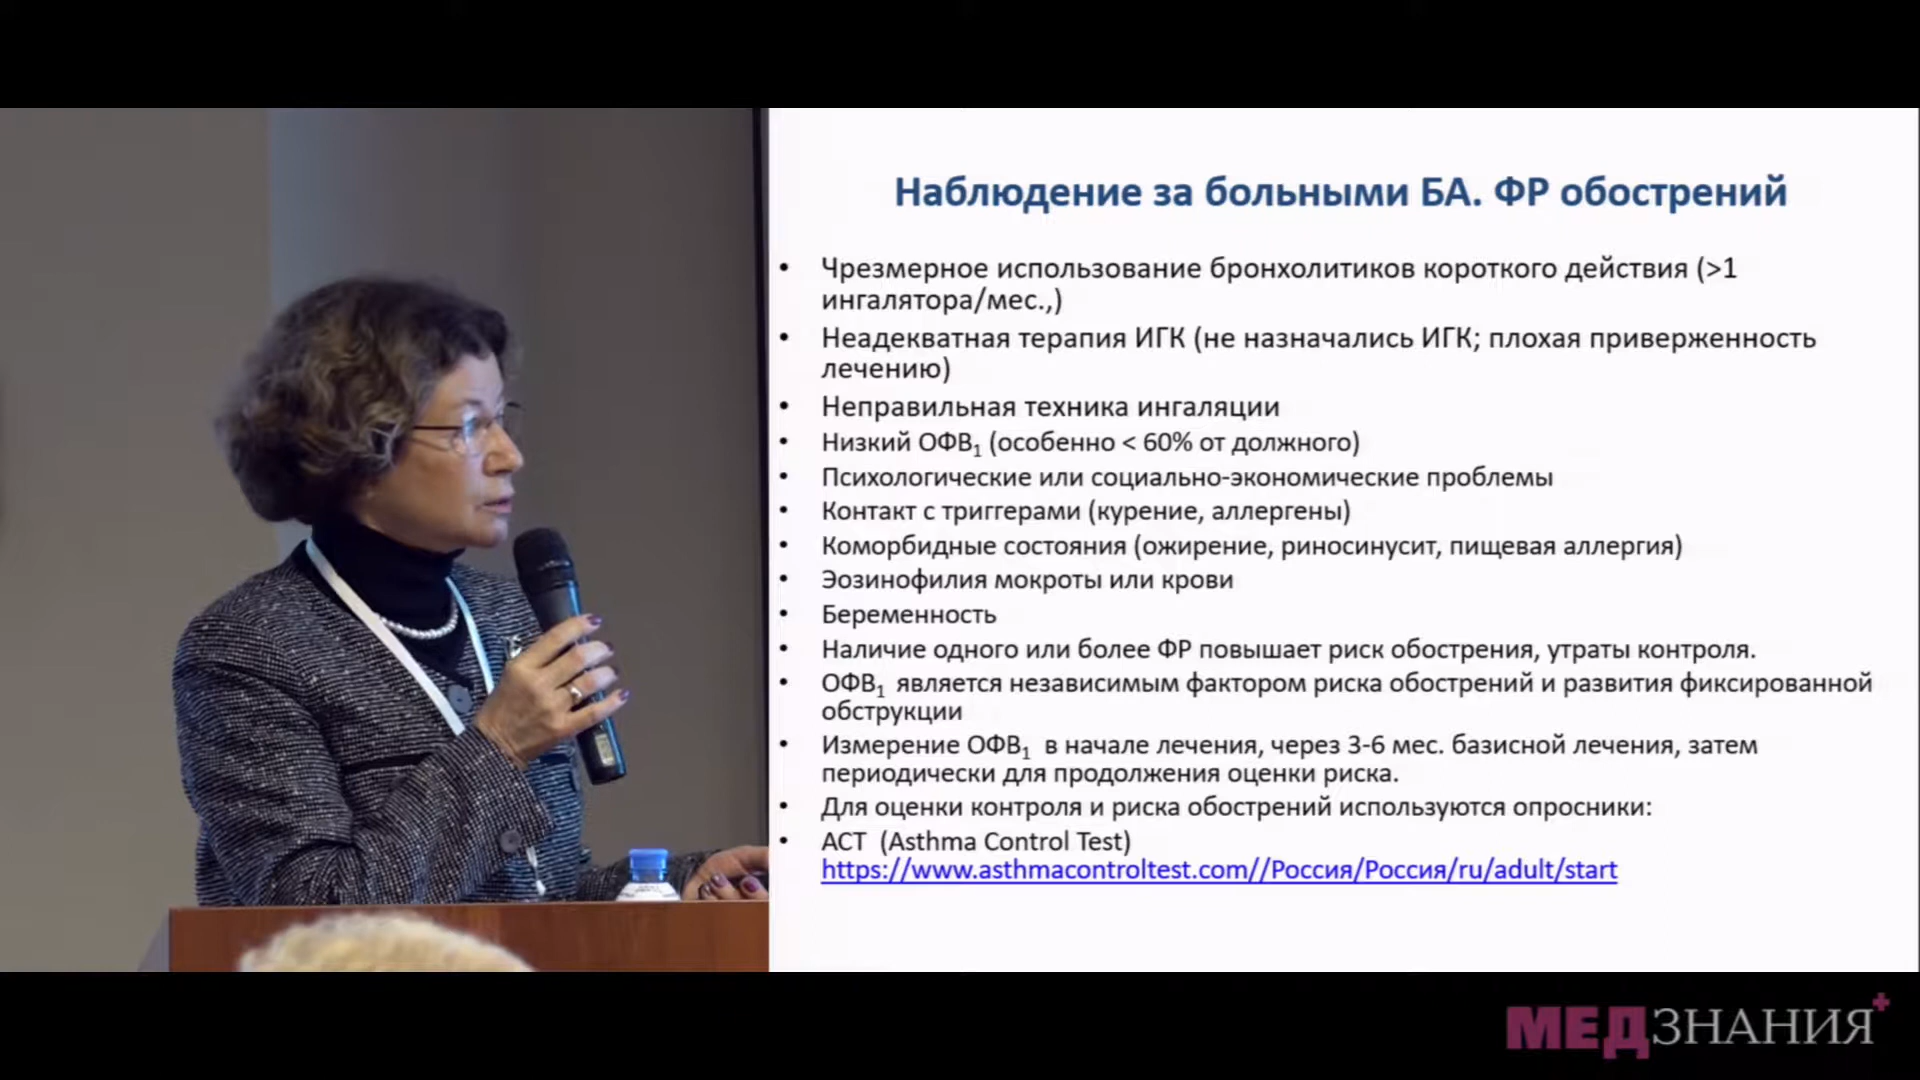 Наблюдение за больными БА. ФР обострений
• Чрезмерное использование бронхолитиков короткого действия (>1
ингалятора/мес.,)
• Неадекватная терапия ИГК (не назначались ИГК; плохая приверженность
лечению)
• Неправильная техника ингаляции
• Низкий ОФВ₁ (особенно < 60% от должного)
• Психологические или социально-экономические проблемы
• Контакт с триггерами (курение, аллергены)
• Коморбидные состояния (ожирение, риносинусит, пищевая аллергия)
• Эозинофилия мокроты или крови
• Беременность
• Наличие одного или более ФР повышает риск обострения, утраты контроля.
• ОФВ₁ является независимым фактором риска обострений и развития фиксированной
обструкции
• Измерение ОФВ₁ в начале лечения, через 3-6 мес. базисной лечения, затем
периодически для продолжения оценки риска.
• Для оценки контроля и риска обострений используются опросники:
• АСТ (Asthma Control Test)
https://www.asthmacontroltest.com//Россия/Россия/ru/adult/start
МЕДЗНАНИЯ+